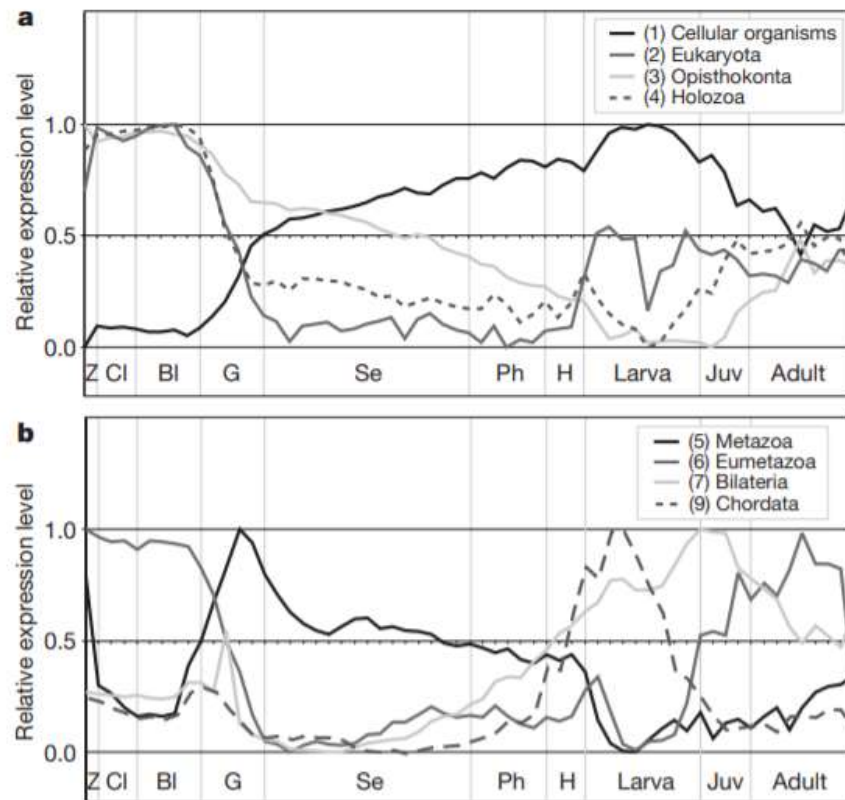 a
(1) Cellular organisms
(2) Eukaryota
(3) Opisthokonta
(4) Holozoa
Relative expression level
1.0
0.5
0.0
Z Cl Bl G Se Ph H Larva Juv Adult
b
(5) Metazoa
(6) Eumetazoa
(7) Bilateria
(9) Chordata
Relative expression level
1.0
0.5
0.0
Z Cl Bl G Se Ph H Larva Juv Adult